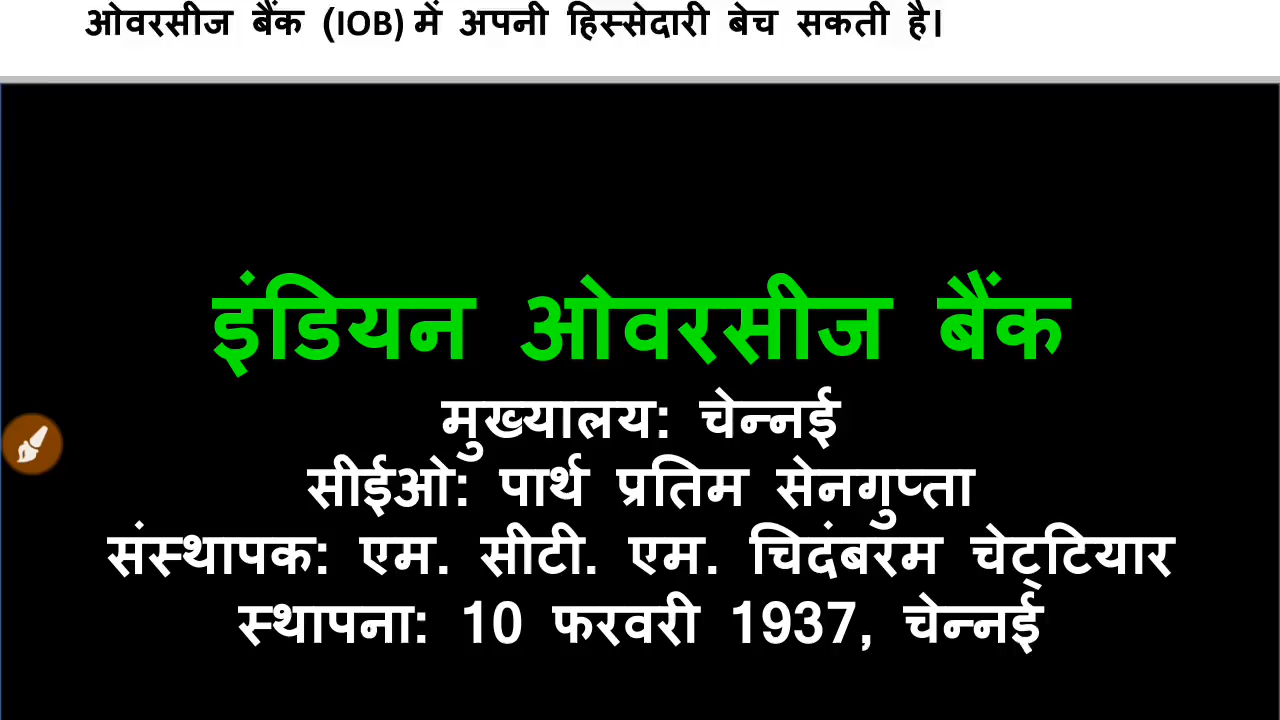 ओवरसीज बैंक (IOB) में अपनी हिस्सेदारी बेच सकती है।
इंडियन ओवरसीज बैंक
मुख्यालय: चेन्नई
सीईओ: पार्थ प्रतिम सेनगुप्ता
संस्थापक: एम. सीटी. एम. चिदंबरम चेट्टियार
स्थापना: 10 फरवरी 1937, चेन्नई